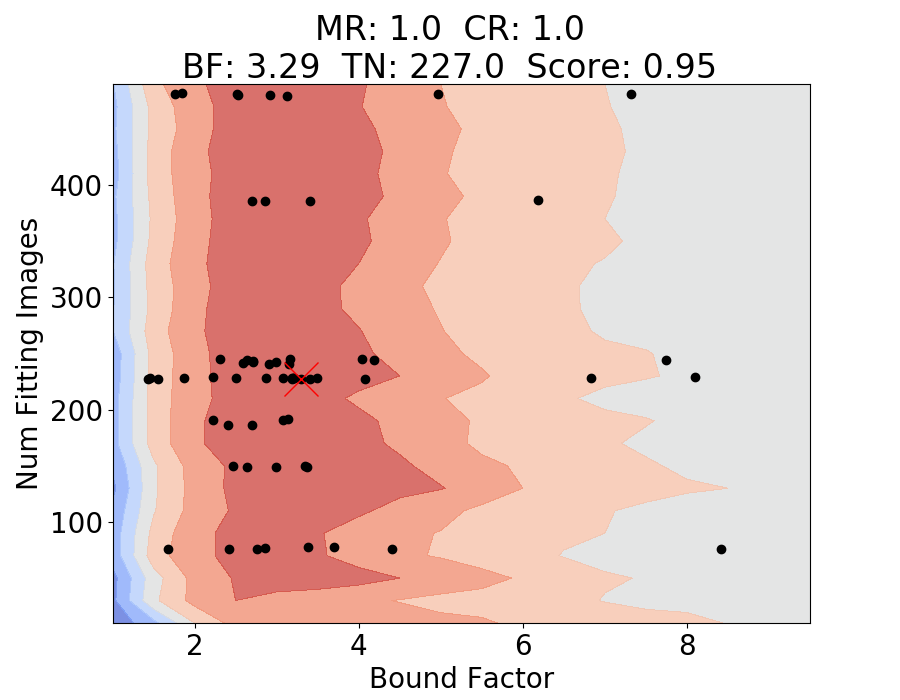 MR: 1.0  CR: 1.0
BF: 3.29  TN: 227.0  Score: 0.95
Num Fitting Images
400
300
200
100
2 4 6 8
Bound Factor